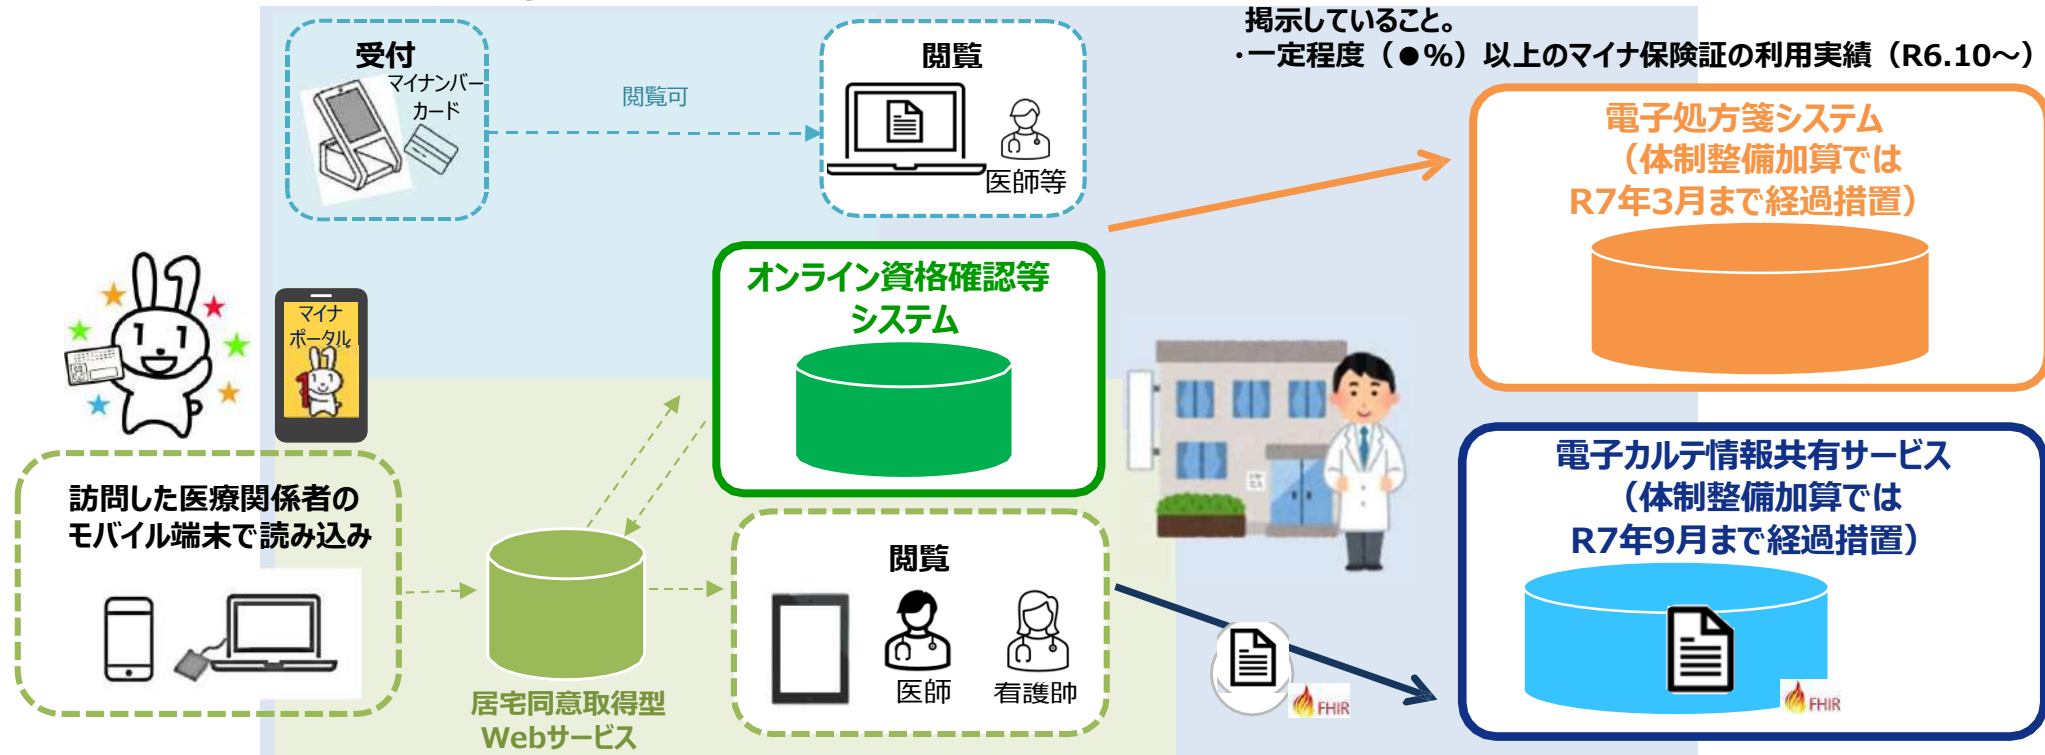 掲示していること。
・一定程度（●%）以上のマイナ保険証の利用実績（R6.10～）
受付
マイナンバー
カード
閲覧可
閲覧
医師等
電子処方箋システム
（体制整備加算では
R7年3月まで経過措置）
オンライン資格確認等
システム
マイナ
ポータル
訪問した医療関係者の
モバイル端末で読み込み
居宅同意取得型
Webサービス
閲覧
医師
看護師
電子カルテ情報共有サービス
（体制整備加算では
R7年9月まで経過措置）
FHIR
FHIR